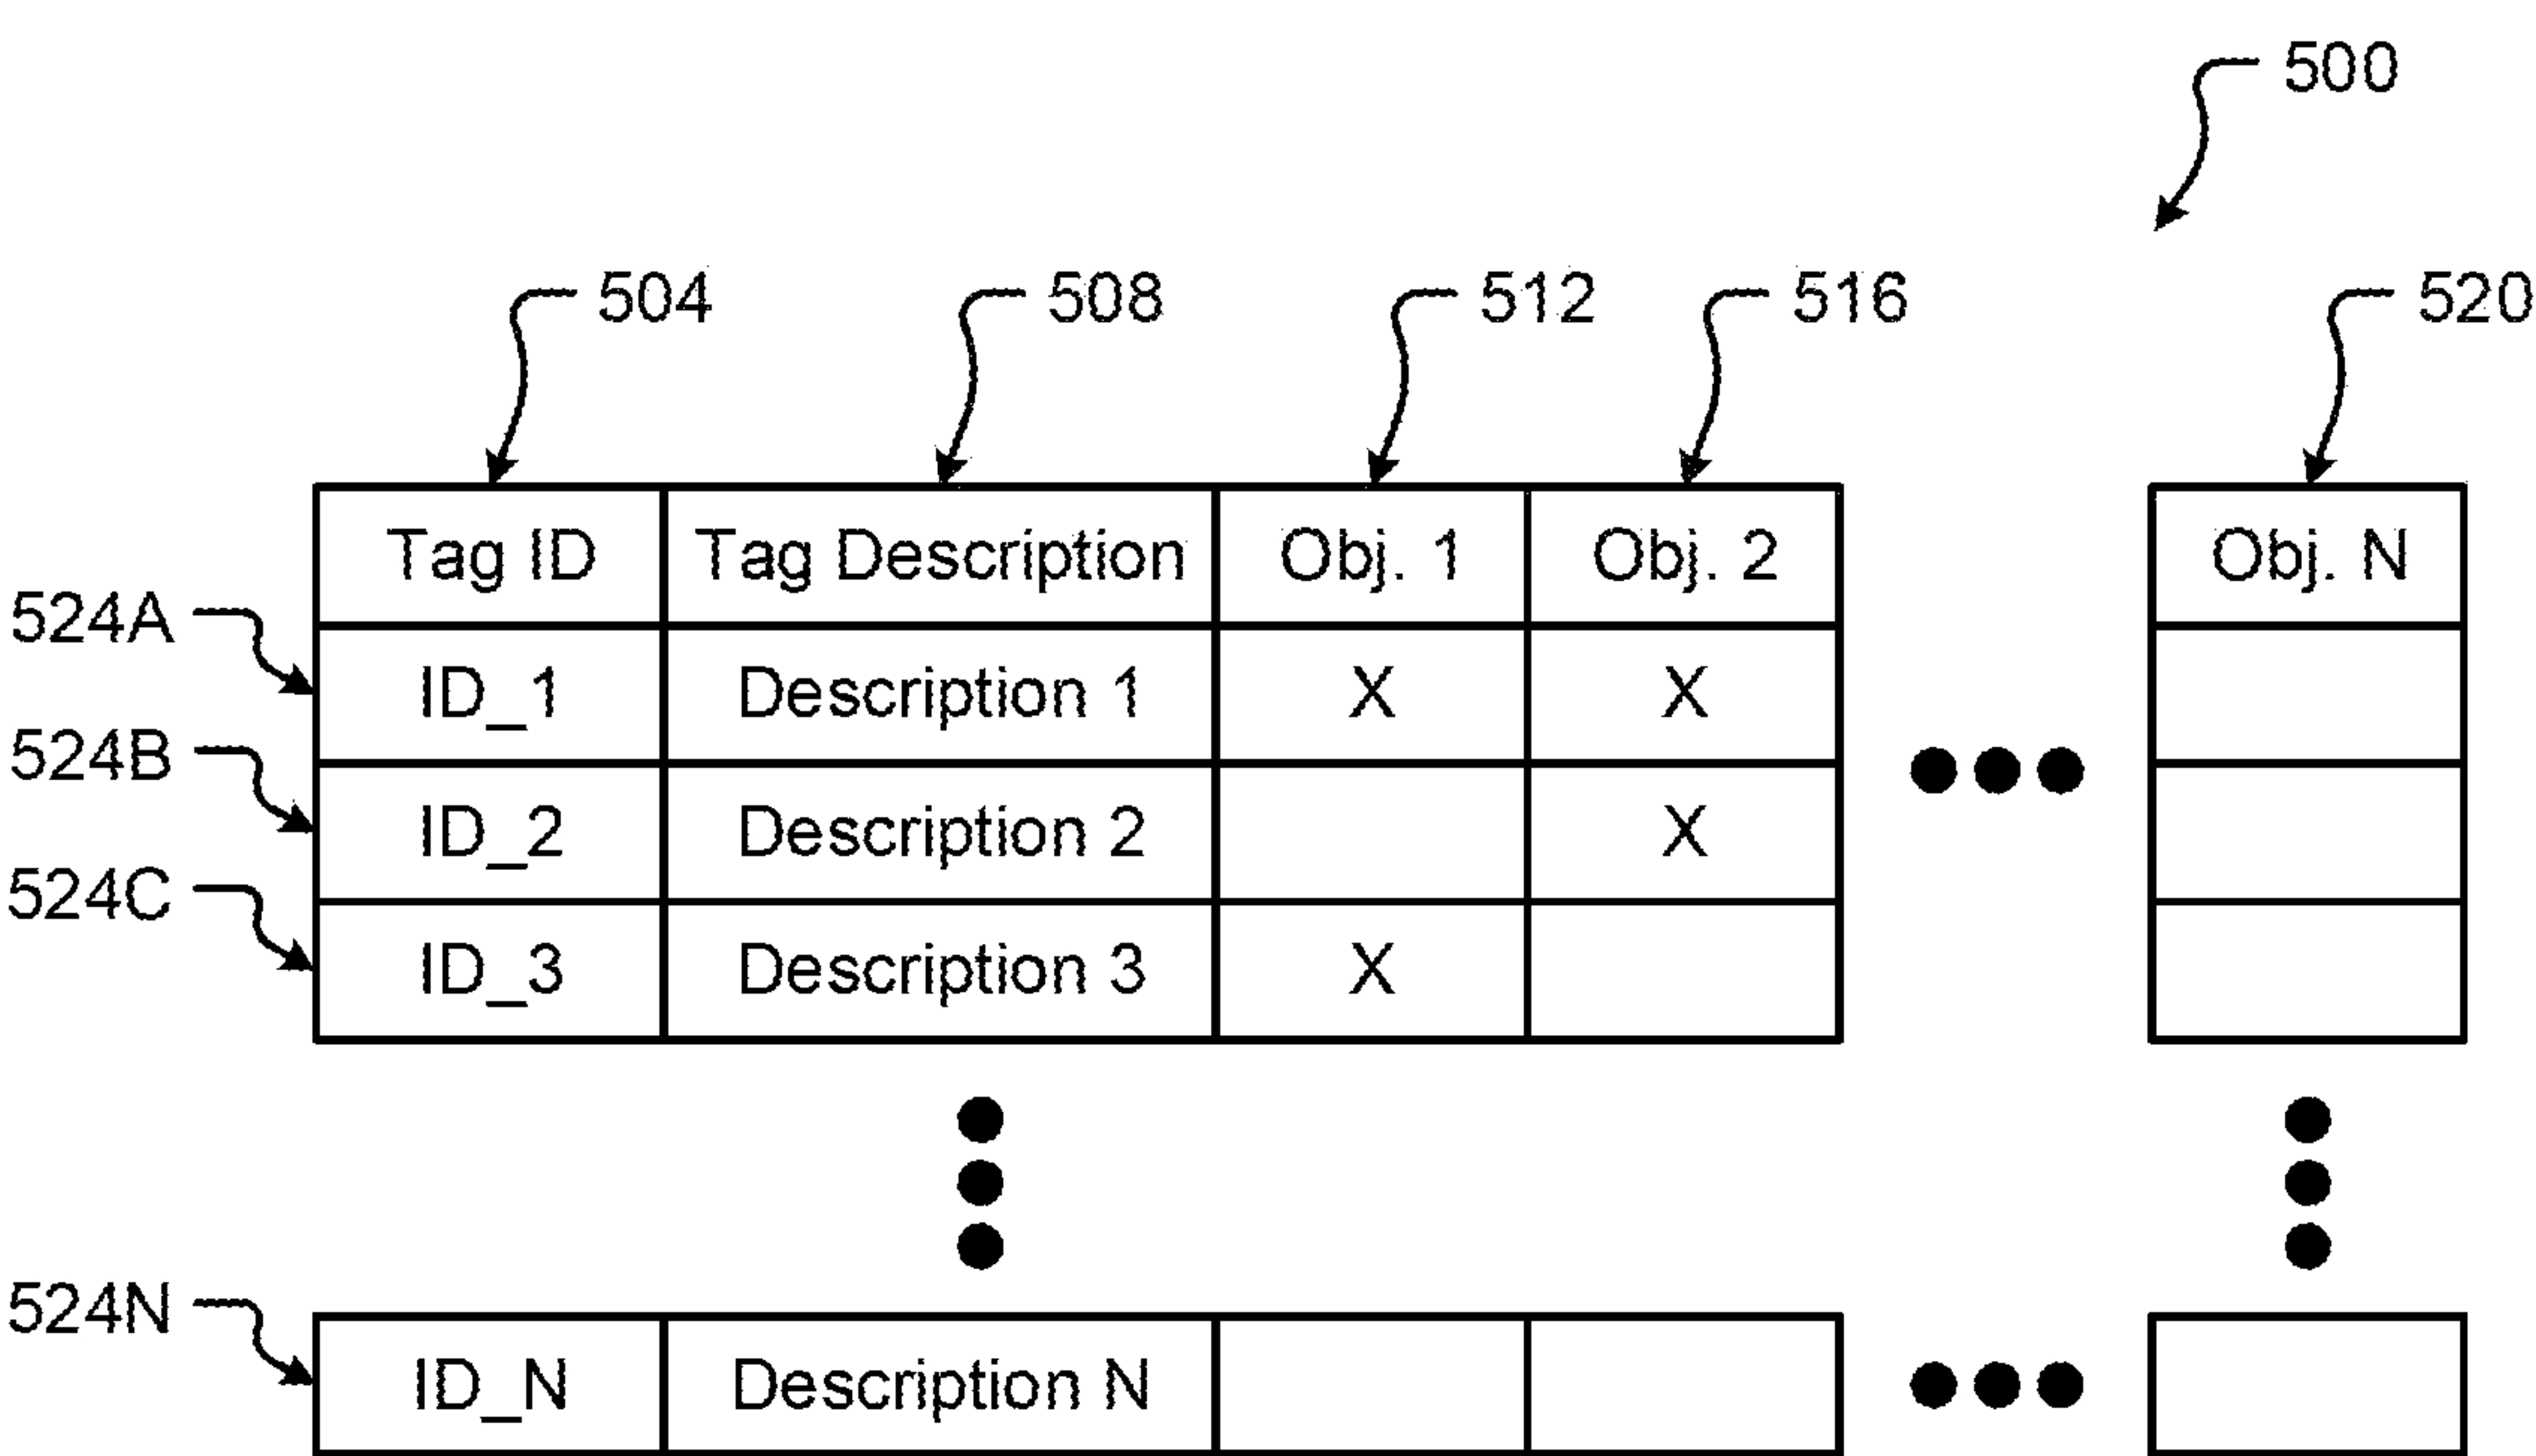 500
504 508 512 516 520
Tag ID Tag Description Obj. 1 Obj. 2 Obj. N
524A
ID_1 Description 1 X X
524B
ID_2 Description 2 X
524C
ID_3 Description 3 X
524N
ID_N Description N